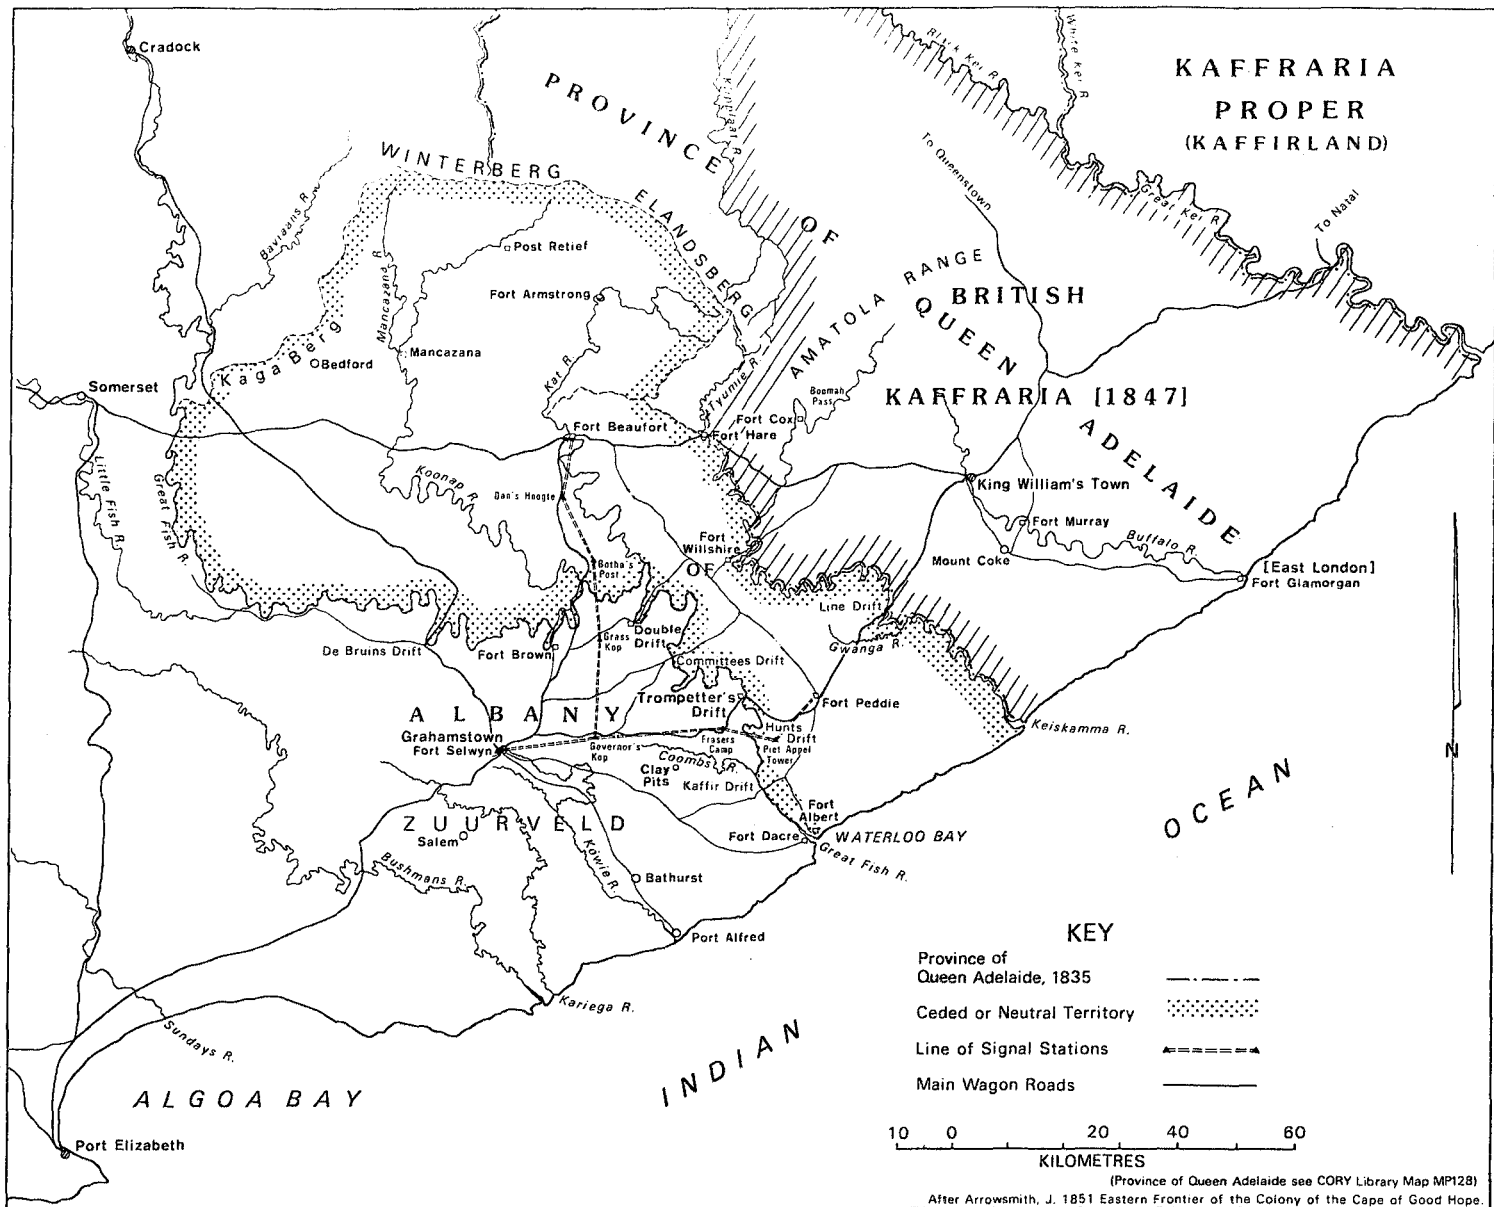 Cradock
PROVINCE
OF
QUEEN
ADELAIDE
Klipplaat R.
Black Kei R.
White Kei R.
KAFFRARIA
PROPER
(KAFFIRLAND)
WINTERBERG
ELANDSBERG
To Queenstown
Great Kei R.
To Natal
Baviaans R.
Mancazana R.
Post Retief
Fort Armstrong
AMATOLA RANGE
BRITISH
KAFFRARIA [1847]
Kaga Berg
Bedford
Mancazana
Kat R.
Tyumie R.
Boomah
Pass
Somerset
Fort Beaufort
Fort Cox
Fort Hare
Little Fish R.
Great Fish R.
Koonap R.
Dan's Hoogte
King William's Town
Fort Murray
Buffalo R.
Mount Coke
[East London]
Fort Glamorgan
Fort
Willshire
Botha's
Post
OF
Line Drift
Gwanga R.
De Bruins Drift
Fort Brown
Grass
Kop
Double
Drift
Committees Drift
Trompetter's
Drift
Fort Peddie
Keiskamma R.
ALBANY
Grahamstown
Fort Selwyn
Governor's
Kop
Frasers
Camp
Hunts
Drift
Piet Appel
Tower
Coombs R.
Clay
Pits
Kaffir Drift
N
ZUURVELD
Salem
Fort
Albert
Fort Dacre
WATERLOO BAY
Great Fish R.
Bushmans R.
Kowie R.
Bathurst
Port Alfred
Kariega R.
Sundays R.
ALGOA BAY
Port Elizabeth
INDIAN
OCEAN
KEY
Province of
Queen Adelaide, 1835
Ceded or Neutral Territory
Line of Signal Stations
Main Wagon Roads
10 0 20 40 60
KILOMETRES
(Province of Queen Adelaide see CORY Library Map MP128)
After Arrowsmith, J. 1851 Eastern Frontier of the Colony of the Cape of Good Hope.